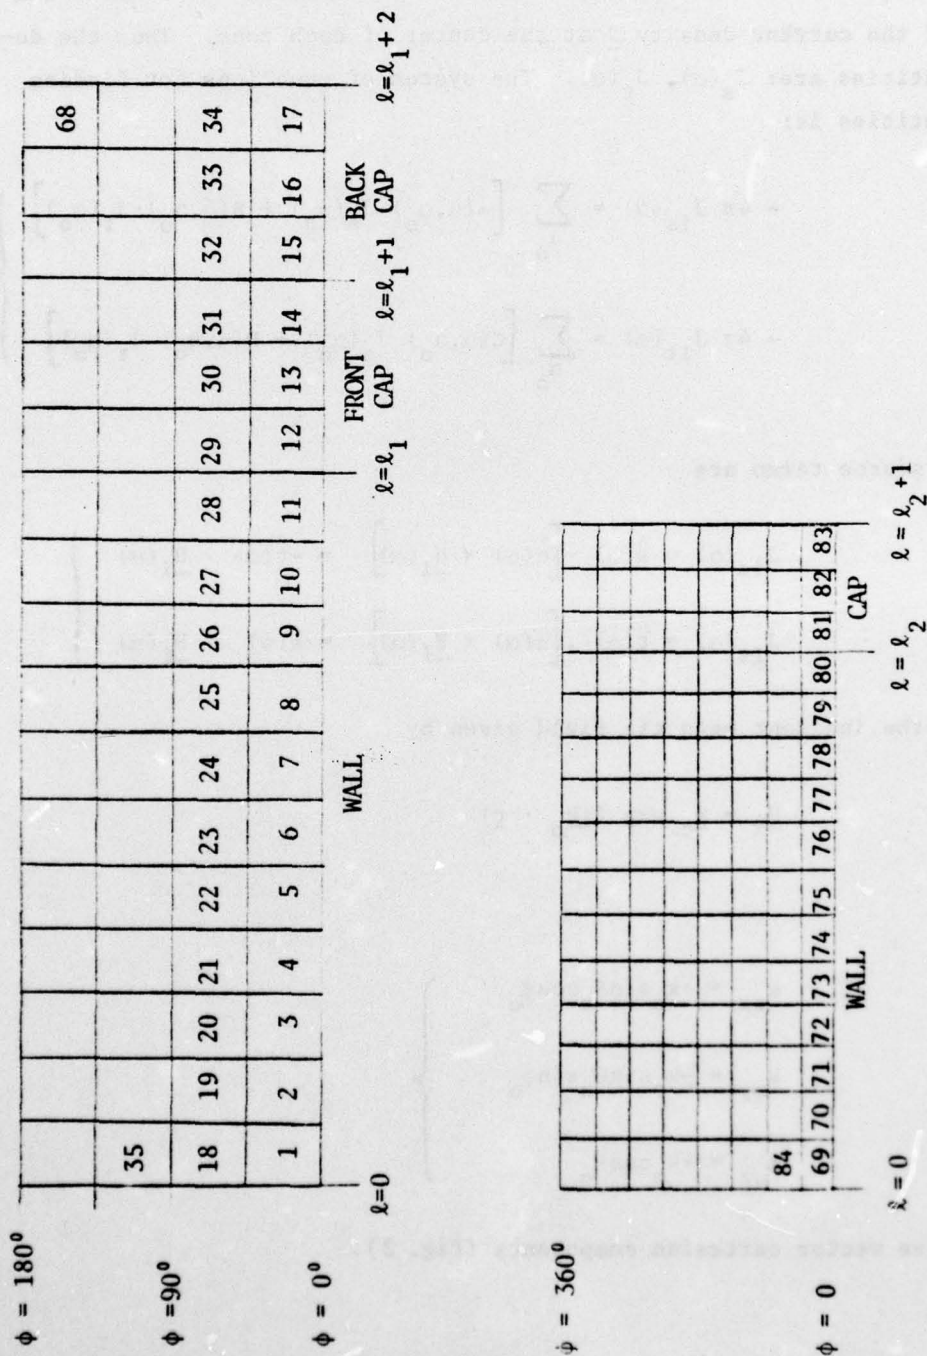 φ = 180°
68
35
φ = 90°
18 19 20 21 22 23 24 25 26 27 28 29 30 31 32 33 34
1 2 3 4 5 6 7 8 9 10 11 12 13 14 15 16 17
φ = 0°
WALL
FRONT CAP
BACK CAP
ℓ=0
ℓ=ℓ₁
ℓ=ℓ₁+1
ℓ=ℓ₁+2
φ = 360°
84
69 70 71 72 73 74 75 76 77 78 79 80 81 82 83
φ = 0
WALL
CAP
ℓ = 0
ℓ = ℓ₂
ℓ = ℓ₂+1